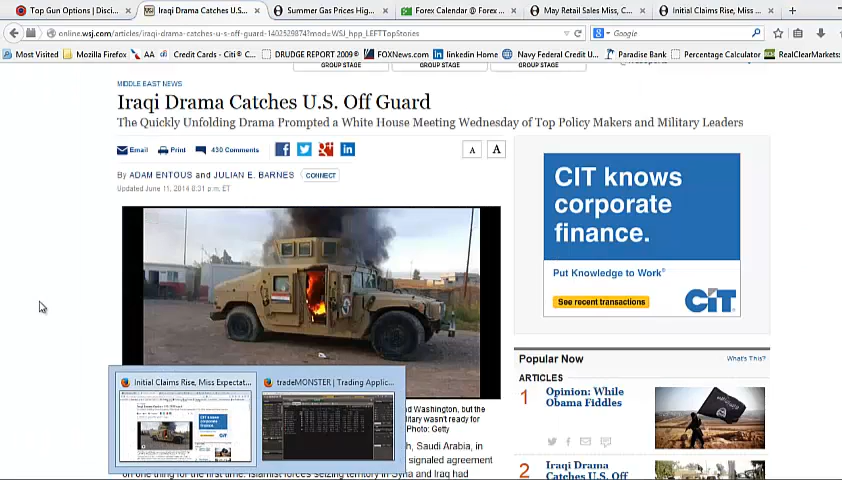 Top Gun Options | Disci...
Iraqi Drama Catches U.S...
Summer Gas Prices Hig...
Forex Calendar @ Forex ...
May Retail Sales Miss, C...
Initial Claims Rise, Miss ...
online.wsj.com/articles/iraqi-drama-catches-u-s-off-guard-1402529874?mod=WSJ_hpp_LEFTTopStories
Google
Most Visited
Mozilla Firefox
AA
Credit Cards - Citi® C...
DRUDGE REPORT 2009®
FOXNews.com
linkedin Home
Navy Federal Credit U...
Paradise Bank
Percentage Calculator
RealClearMarkets:
GROUP STAGE
GROUP STAGE
GROUP STAGE
MIDDLE EAST NEWS
Iraqi Drama Catches U.S. Off Guard
The Quickly Unfolding Drama Prompted a White House Meeting Wednesday of Top Policy Makers and Military Leaders
Email
Print
430 Comments
A
A
By ADAM ENTOUS and JULIAN E. BARNES
CONNECT
Updated June 11, 2014 8:31 p.m. ET
CIT knows
corporate
finance.
Put Knowledge to Work®
See recent transactions
CIT
Popular Now
What's This?
ARTICLES
1
Opinion: While
Obama Fiddles
2
Iraqi Drama
Catches U.S. Off
Initial Claims Rise, Miss Expectat...
tradeMONSTER | Trading Applic...
nd Washington, but the
litary wasn't ready for
Photo: Getty
h, Saudi Arabia, in
signaled agreement
on one thing for the first time: Islamist forces seizing territory in Syria and Iraq had